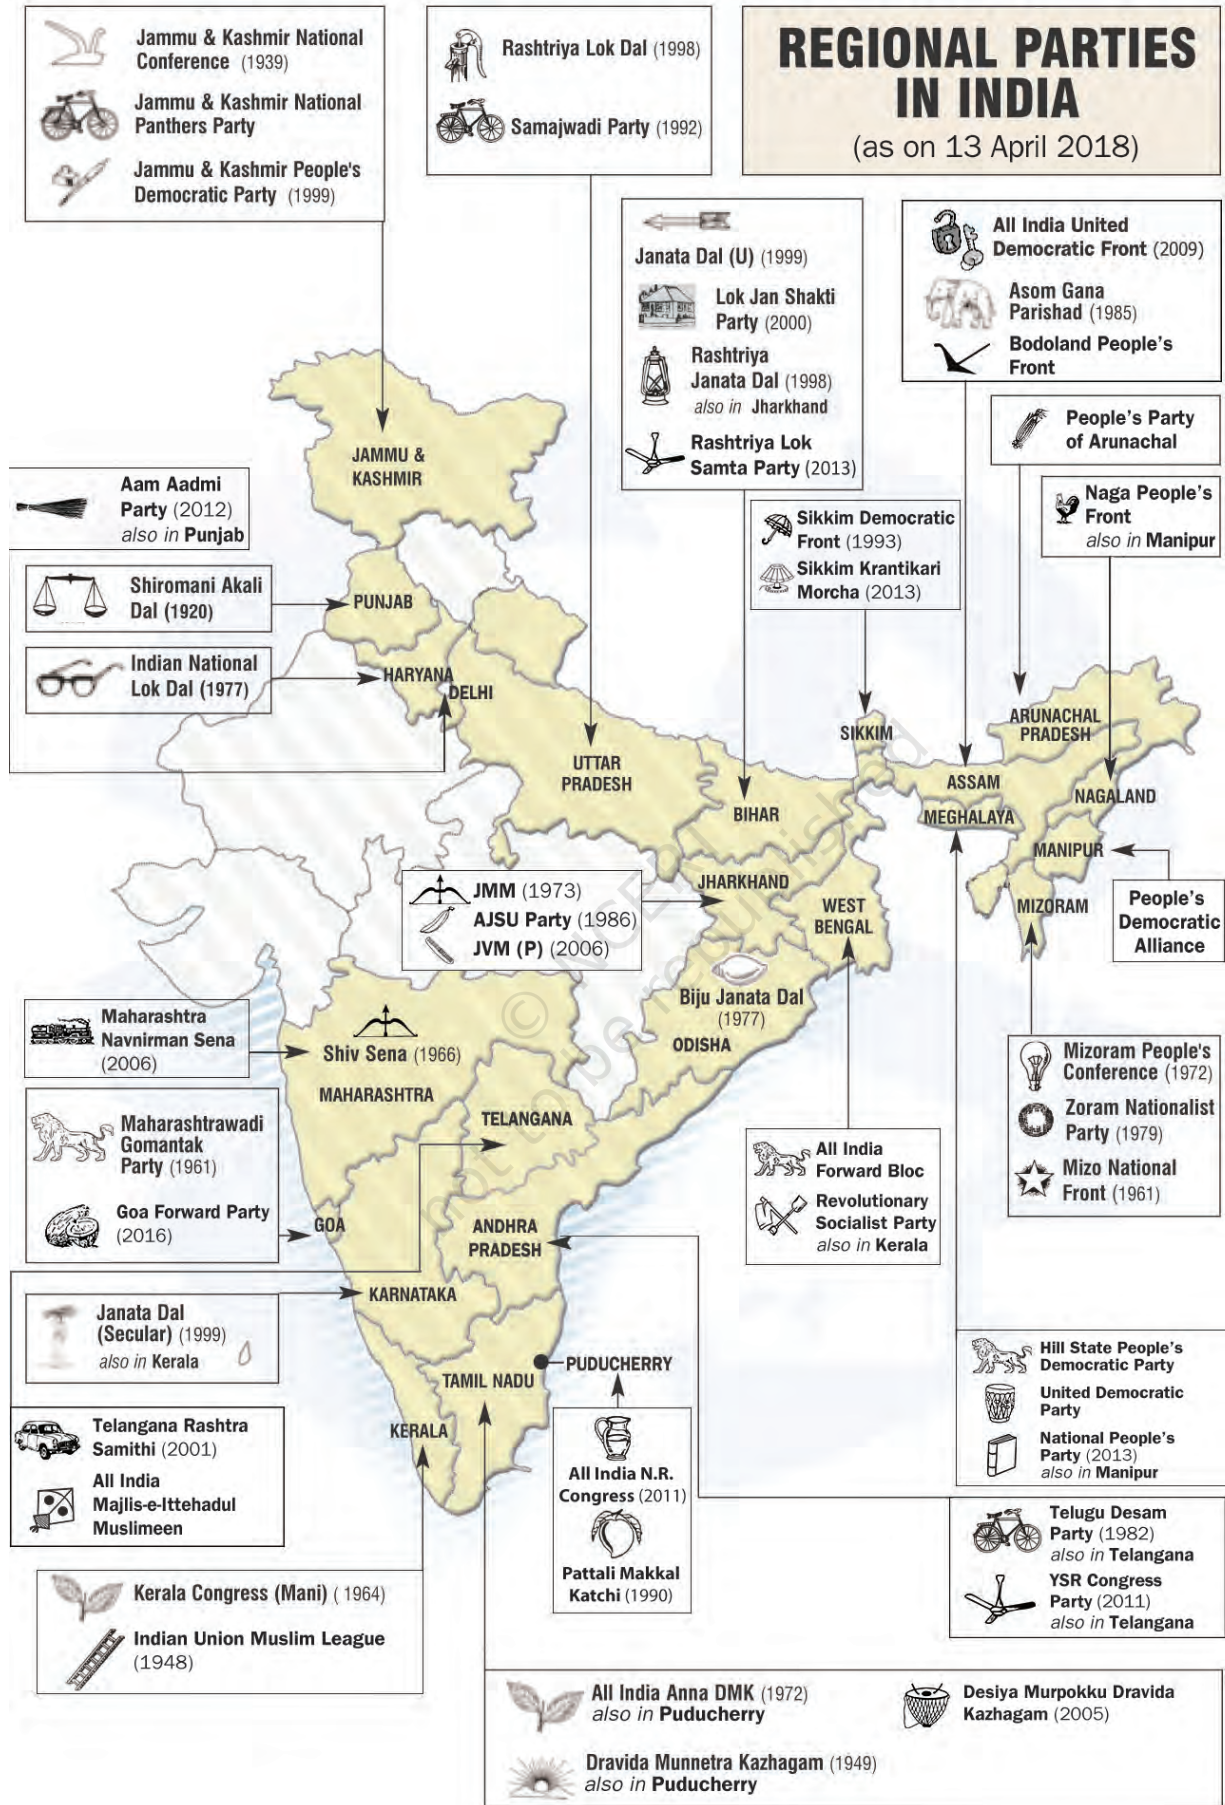 REGIONAL PARTIES
IN INDIA
(as on 13 April 2018)
Jammu & Kashmir National
Conference (1939)
Jammu & Kashmir National
Panthers Party
Jammu & Kashmir People's
Democratic Party (1999)
Rashtriya Lok Dal (1998)
Samajwadi Party (1992)
Janata Dal (U) (1999)
Lok Jan Shakti
Party (2000)
Rashtriya
Janata Dal (1998)
also in Jharkhand
Rashtriya Lok
Samta Party (2013)
All India United
Democratic Front (2009)
Asom Gana
Parishad (1985)
Bodoland People's
Front
People's Party
of Arunachal
Naga People's
Front
also in Manipur
Sikkim Democratic
Front (1993)
Sikkim Krantikari
Morcha (2013)
Aam Aadmi
Party (2012)
also in Punjab
Shiromani Akali
Dal (1920)
Indian National
Lok Dal (1977)
JAMMU &
KASHMIR
PUNJAB
HARYANA
DELHI
UTTAR
PRADESH
BIHAR
SIKKIM
ARUNACHAL
PRADESH
ASSAM
NAGALAND
MEGHALAYA
MANIPUR
MIZORAM
JHARKHAND
WEST
BENGAL
JMM (1973)
AJSU Party (1986)
JVM (P) (2006)
People's
Democratic
Alliance
Biju Janata Dal
(1977)
ODISHA
Maharashtra
Navnirman Sena
(2006)
Shiv Sena (1966)
MAHARASHTRA
TELANGANA
Maharashtrawadi
Gomantak
Party (1961)
Goa Forward Party
(2016)
GOA
ANDHRA
PRADESH
KARNATAKA
Mizoram People's
Conference (1972)
Zoram Nationalist
Party (1979)
Mizo National
Front (1961)
All India
Forward Bloc
Revolutionary
Socialist Party
also in Kerala
Janata Dal
(Secular) (1999)
also in Kerala
PUDUCHERRY
TAMIL NADU
KERALA
Telangana Rashtra
Samithi (2001)
All India
Majlis-e-Ittehadul
Muslimeen
All India N.R.
Congress (2011)
Pattali Makkal
Katchi (1990)
Hill State People's
Democratic Party
United Democratic
Party
National People's
Party (2013)
also in Manipur
Telugu Desam
Party (1982)
also in Telangana
YSR Congress
Party (2011)
also in Telangana
Kerala Congress (Mani) ( 1964)
Indian Union Muslim League
(1948)
All India Anna DMK (1972)
also in Puducherry
Desiya Murpokku Dravida
Kazhagam (2005)
Dravida Munnetra Kazhagam (1949)
also in Puducherry
© NCERT
not to be republished